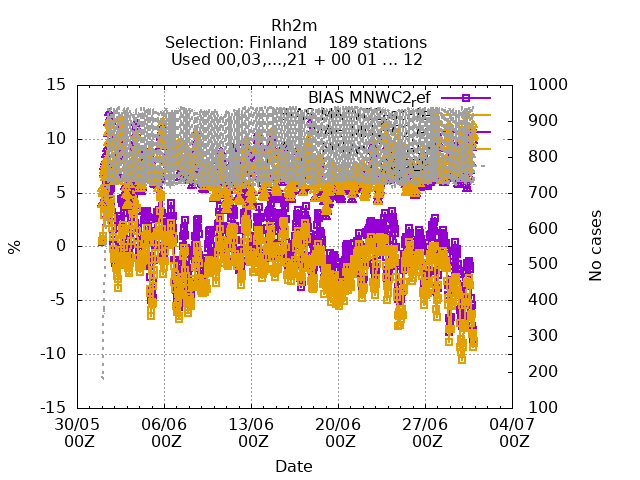 Rh2m
Selection: Finland    189 stations
Used 00,03,...,21 + 00 01 ... 12
BIAS MNWC2ref
15
10
5
0
-5
-10
-15
%
1000
900
800
700
600
500
400
300
200
100
No cases
30/05 06/06 13/06 20/06 27/06 04/07
00Z 00Z 00Z 00Z 00Z 00Z
Date